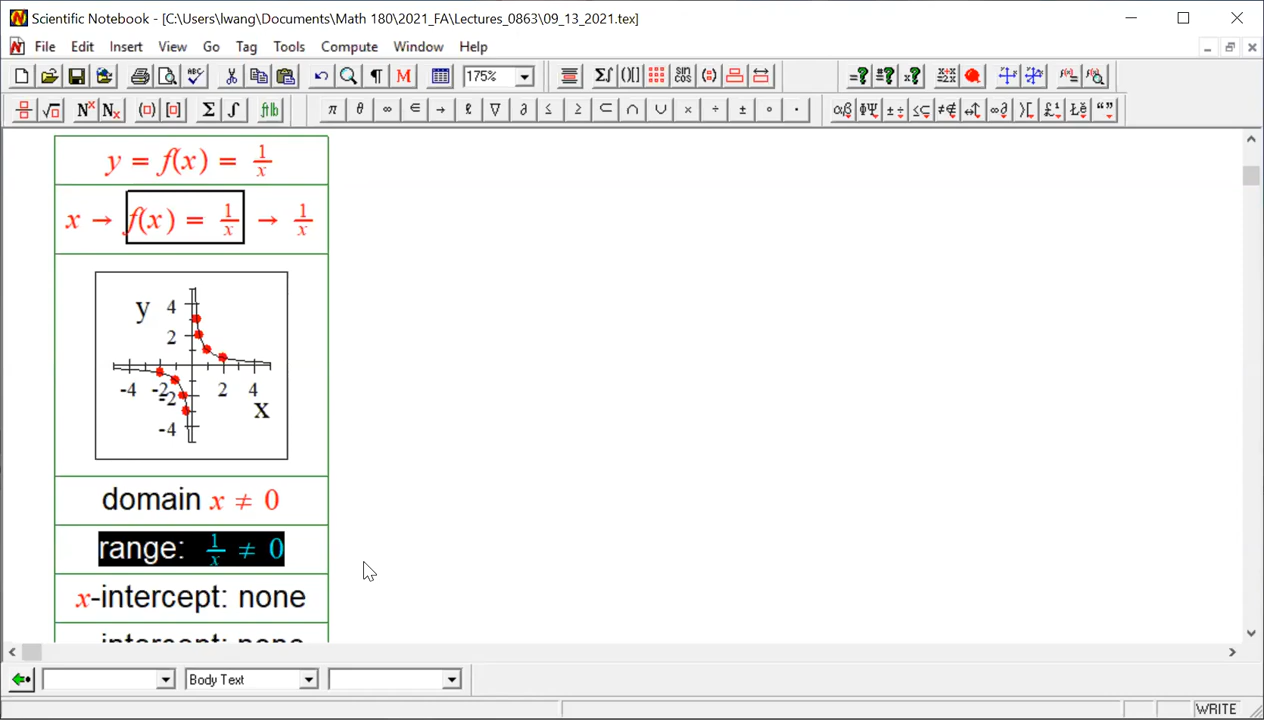 Scientific Notebook - [C:\Users\lwang\Documents\Math 180\2021_FA\Lectures_0863\09_13_2021.tex]
File Edit Insert View Go Tag Tools Compute Window Help
175%
y = f(x) = 1/x
x → f(x) = 1/x → 1/x
y 4
2
-4 -2 2 4
-2
x
-4
domain x ≠ 0
range: 1/x ≠ 0
x-intercept: none
-intercept: none
Body Text
WRITE